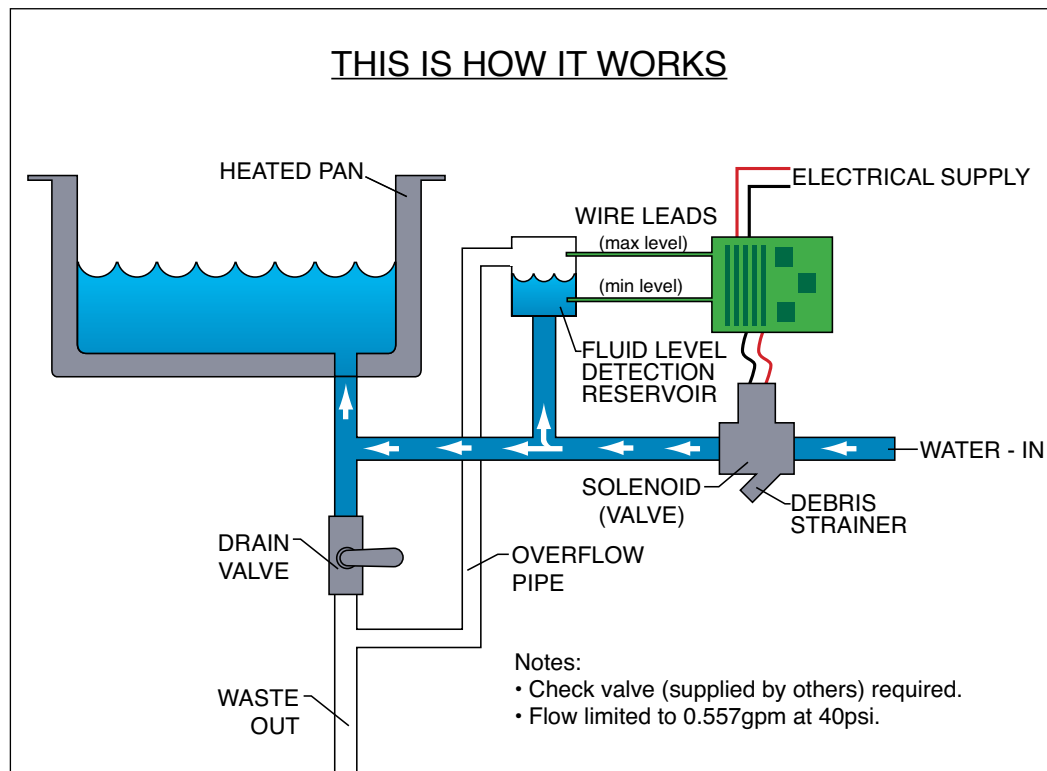 THIS IS HOW IT WORKS
HEATED PAN
ELECTRICAL SUPPLY
WIRE LEADS
(max level)
(min level)
FLUID LEVEL
DETECTION
RESERVOIR
WATER - IN
SOLENOID
(VALVE)
DEBRIS
STRAINER
DRAIN
VALVE
OVERFLOW
PIPE
WASTE
OUT
Notes:
• Check valve (supplied by others) required.
• Flow limited to 0.557gpm at 40psi.